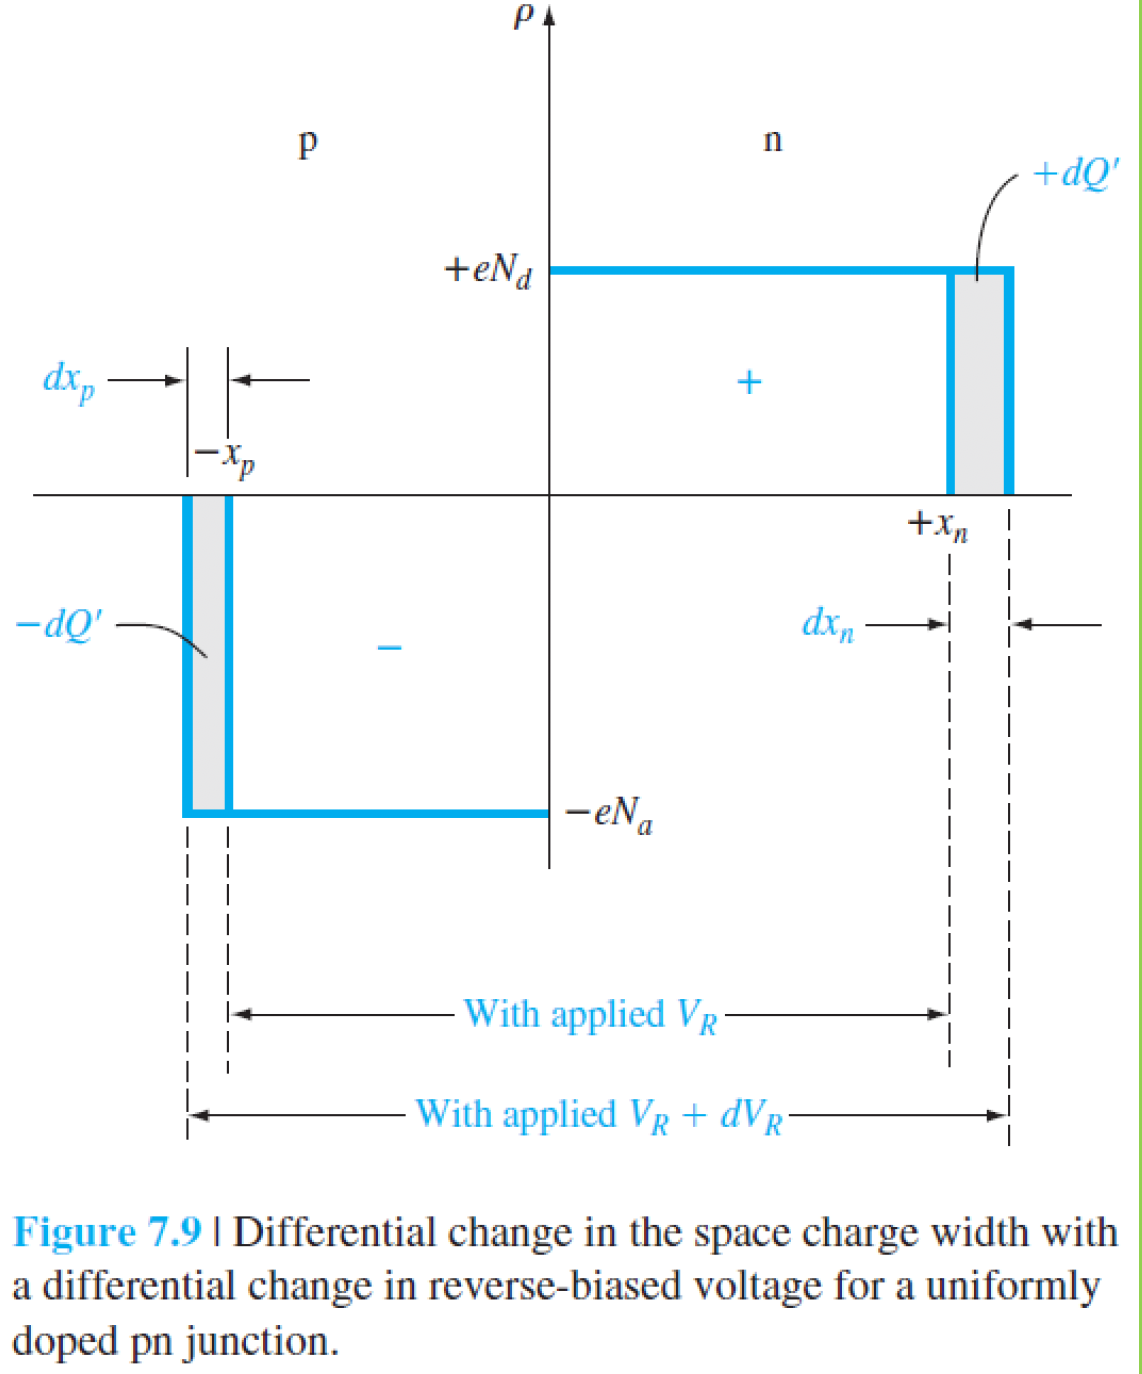 ρ
p
n
+dQ′
+eN_d
dx_p
+
−x_p
+x_n
−dQ′
dx_n
−
−eN_a
With applied V_R
With applied V_R + dV_R
Figure 7.9 | Differential change in the space charge width with
a differential change in reverse-biased voltage for a uniformly
doped pn junction.